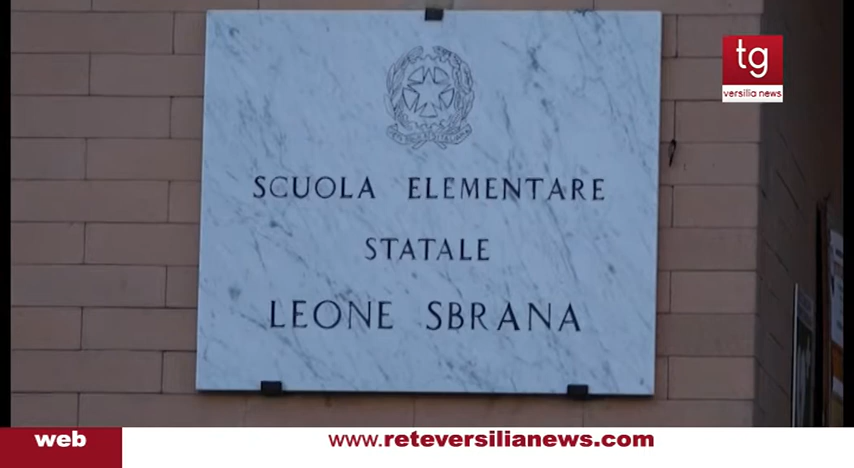 tg
versilia news
SCUOLA ELEMENTARE
STATALE
LEONE SBRANA
web
www.reteversilianews.com